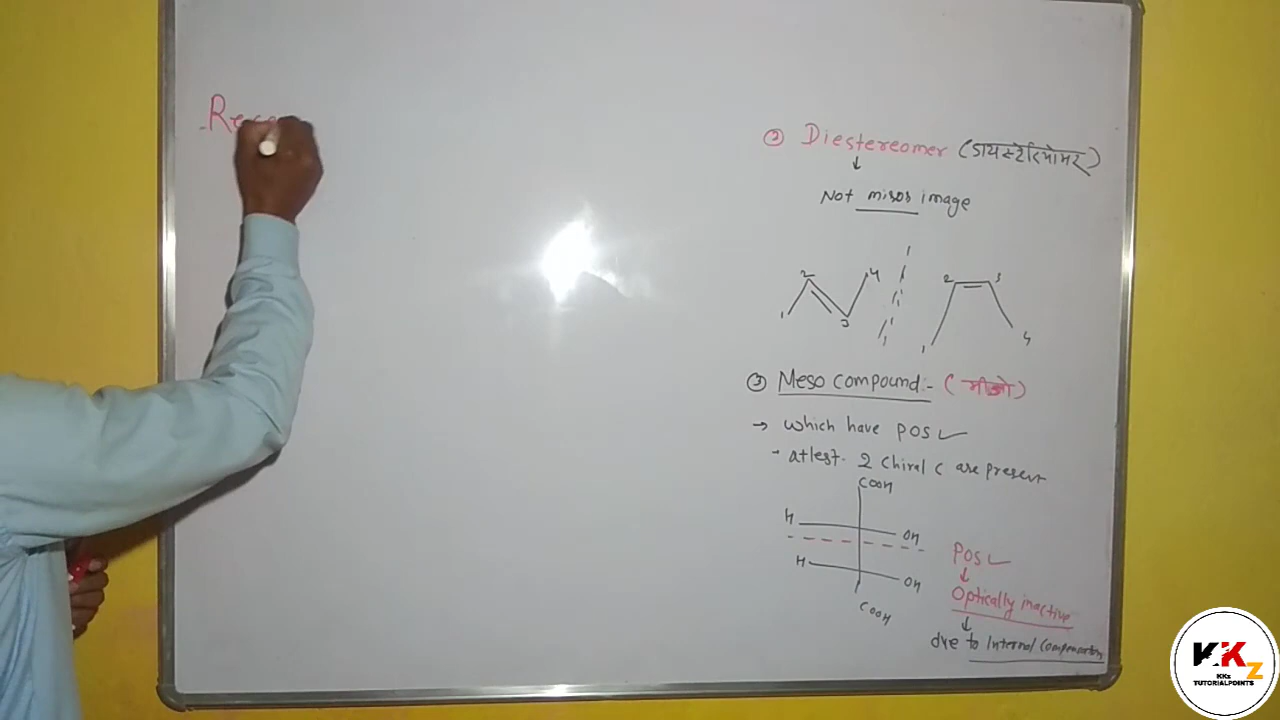 Rece
② Diestereomer (डायस्टेरियोमर)
Not miror image
1 2 3 4
1 2 3 4
③ Meso compound:- (मीसो)
→ which have POS ✓
- atlest. 2 Chiral C are present
COOH
H OH
H OH
COOH
POS ✓
↓
Optically inactive
↓
due to Internal Compensation
KKz
KKz
TUTORIALPOINTS